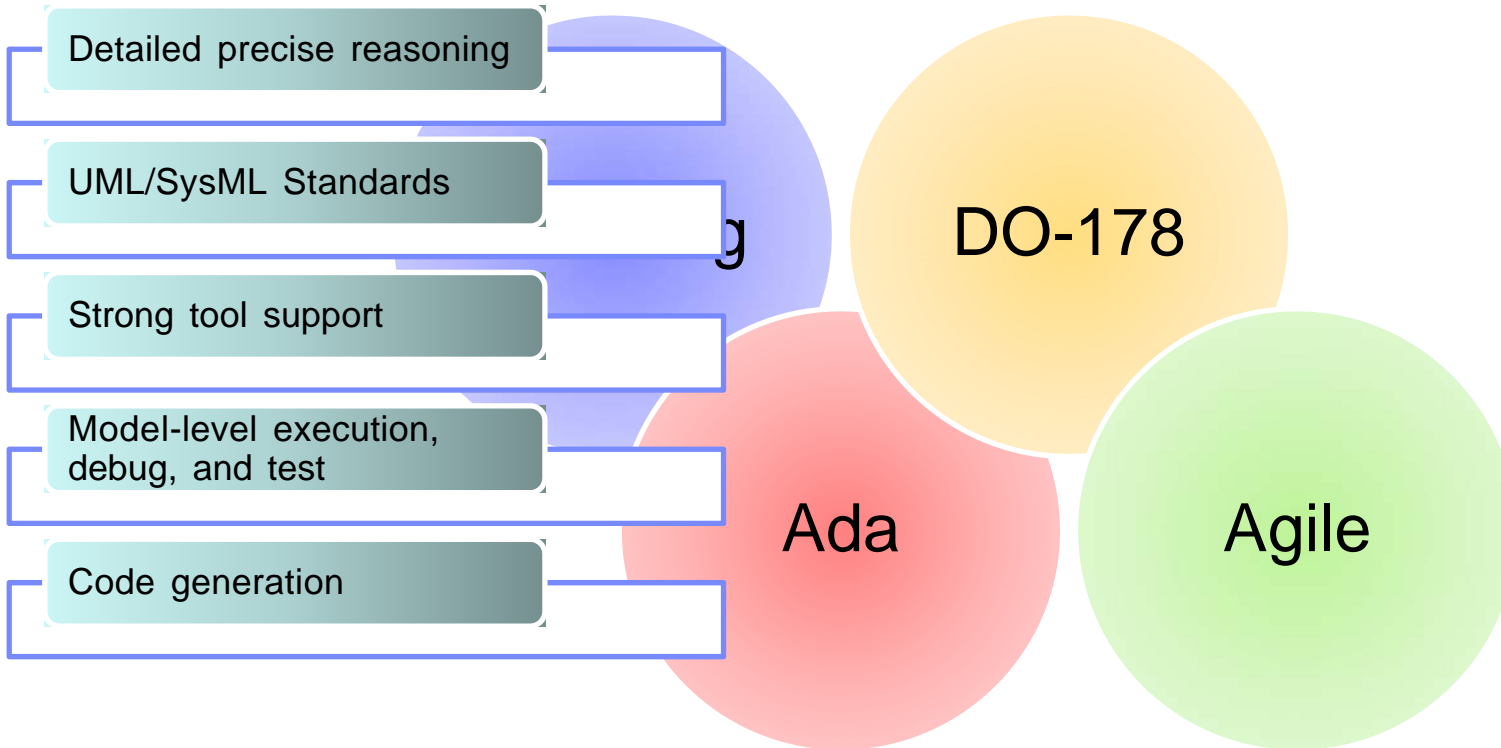 Detailed precise reasoning
UML/SysML Standards
Strong tool support
Model-level execution,
debug, and test
Code generation
g
DO-178
Ada
Agile